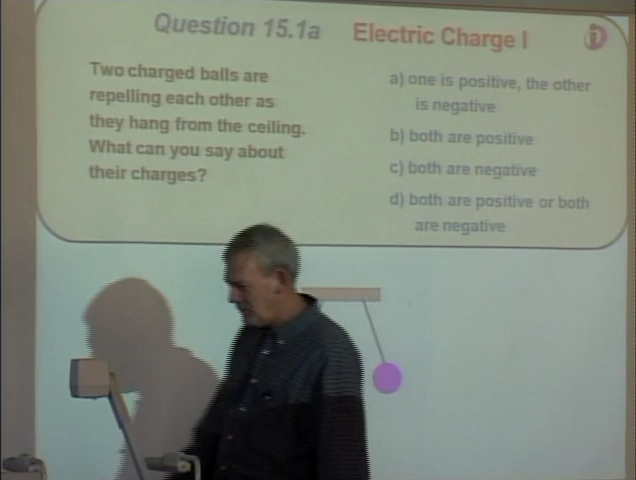 Question 15.1a
Electric Charge I
Two charged balls are
repelling each other as
they hang from the ceiling.
What can you say about
their charges?
a) one is positive, the other
is negative
b) both are positive
c) both are negative
d) both are positive or both
are negative